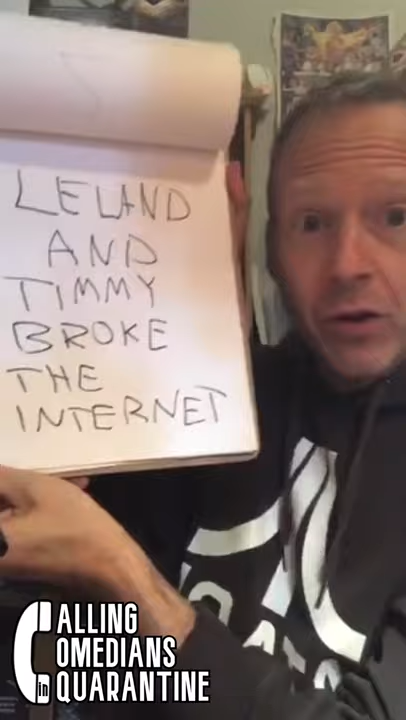 LELAND
AND
TIMMY
BROKE
THE
INTERNET
CALLING
COMEDIANS
in QUARANTINE